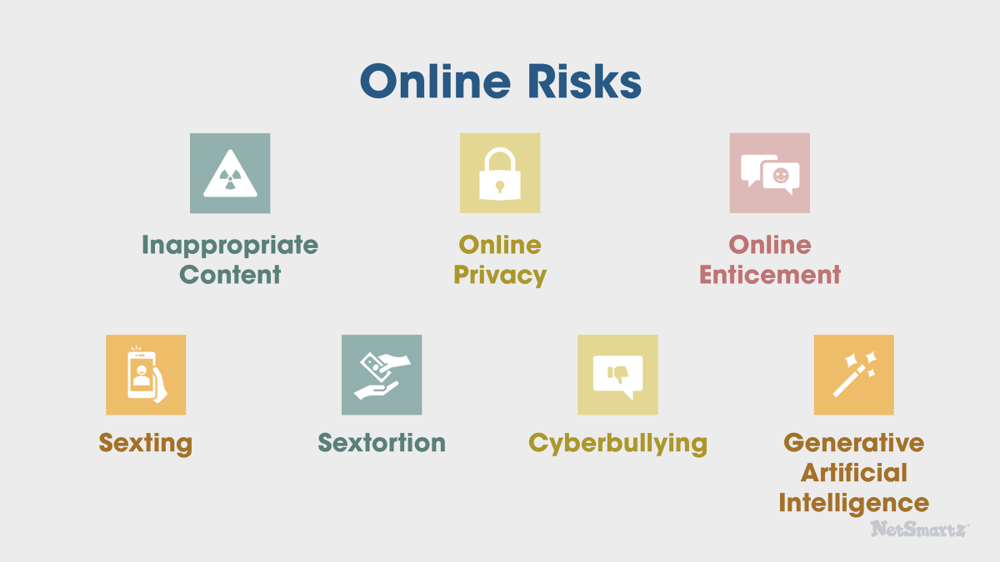 Online Risks
Inappropriate
Content
Online
Privacy
Online
Enticement
Sexting
Sextortion
Cyberbullying
Generative
Artificial
Intelligence
NetSmartz®